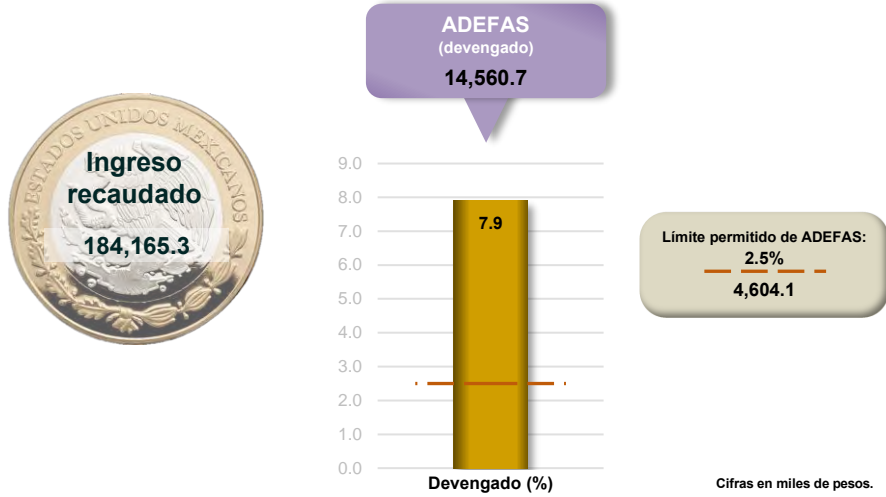 ADEFAS
(devengado)
14,560.7
ESTADOS UNIDOS MEXICANOS
Ingreso
recaudado
184,165.3
9.0
8.0
7.0
6.0
5.0
4.0
3.0
2.0
1.0
0.0
7.9
Devengado (%)
Límite permitido de ADEFAS:
2.5%
4,604.1
Cifras en miles de pesos.